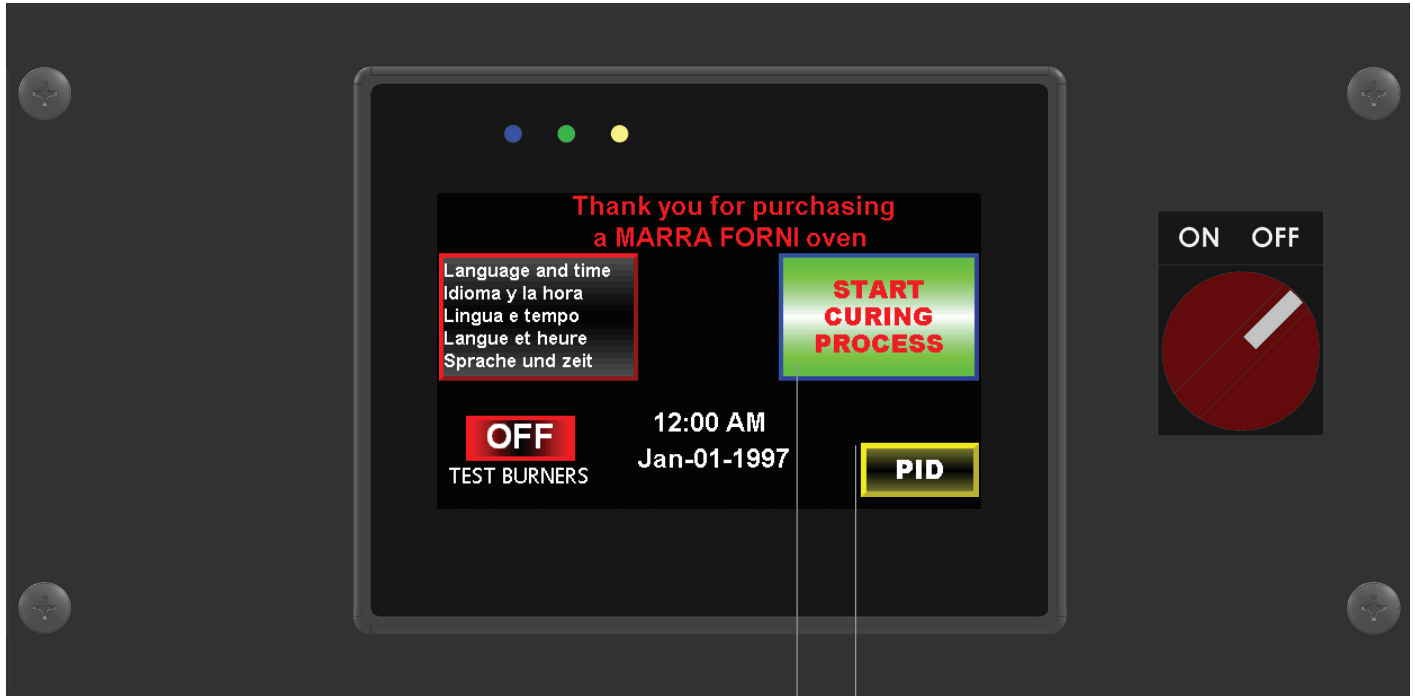 Thank you for purchasing
a MARRA FORNI oven
Language and time
Idioma y la hora
Lingua e tempo
Langue et heure
Sprache und zeit
START
CURING
PROCESS
OFF
TEST BURNERS
12:00 AM
Jan-01-1997
PID
ON OFF